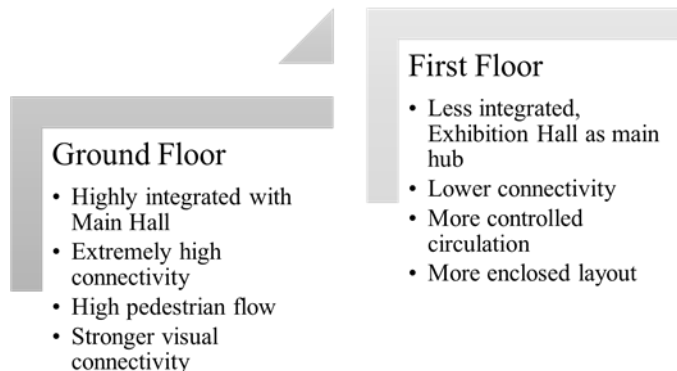 Ground Floor
• Highly integrated with
Main Hall
• Extremely high
connectivity
• High pedestrian flow
• Stronger visual
connectivity
First Floor
• Less integrated,
Exhibition Hall as main
hub
• Lower connectivity
• More controlled
circulation
• More enclosed layout